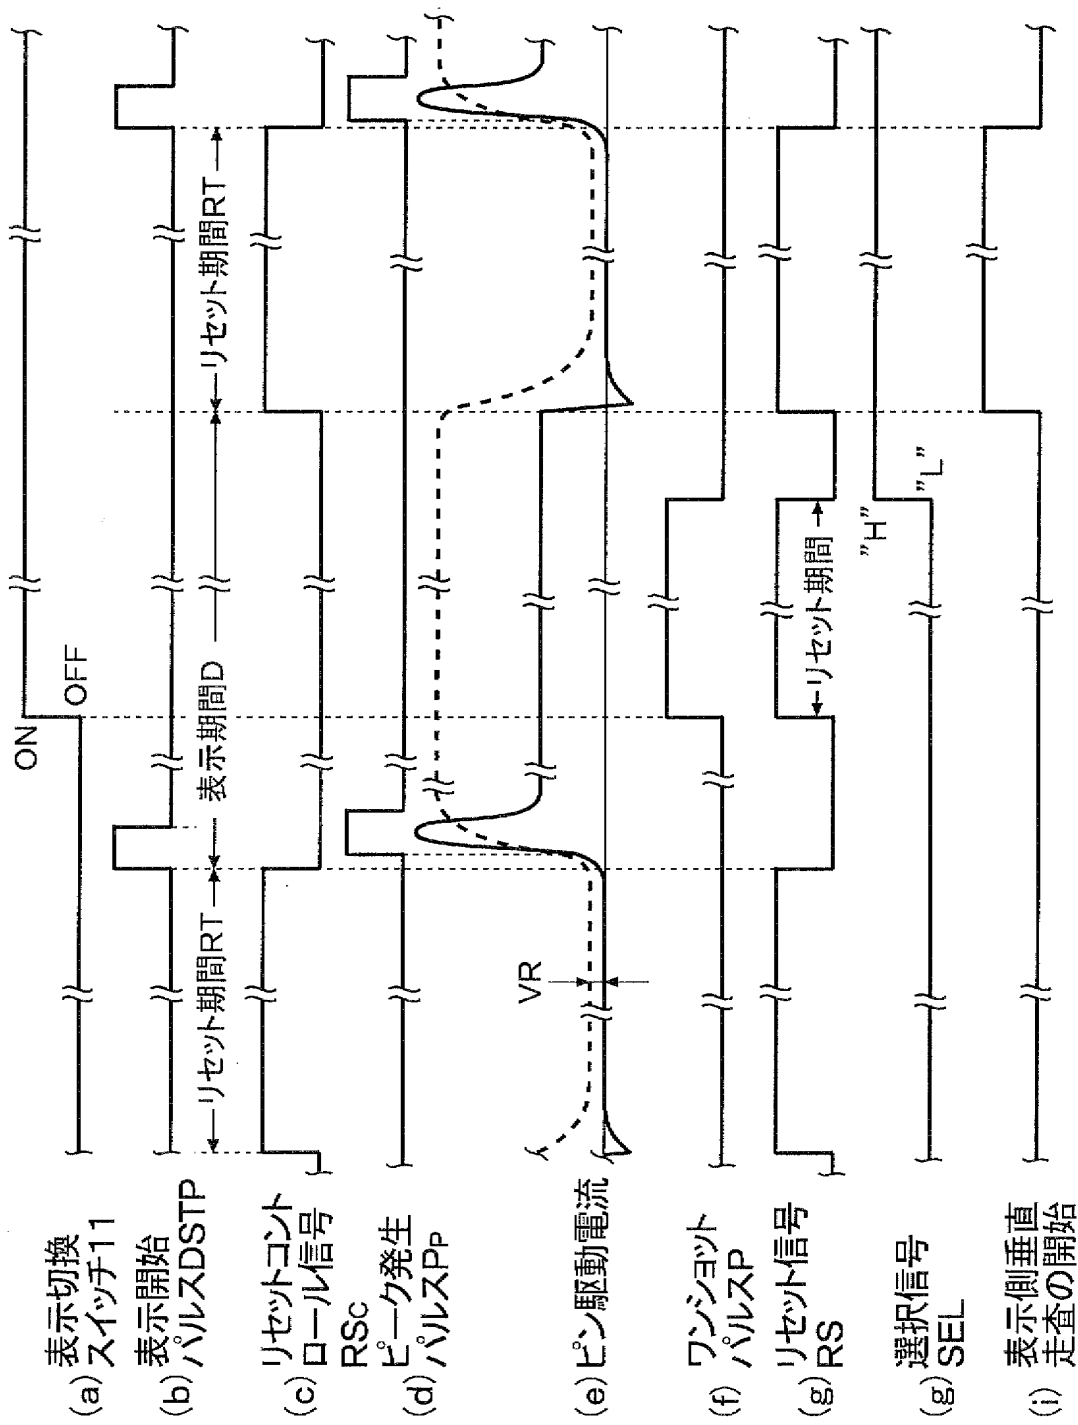 (a) 表示切換
スイッチ11
ON
OFF
(b) 表示開始
パルスDSTP
リセット期間RT
表示期間D
リセット期間RT
(c) リセットコント
ロール信号
RSC
(d) ピーク発生
パルスPP
VR
(e) ピン駆動電流
(f) ワンショット
パルスP
(g) リセット信号
RS
リセット期間
(g) 選択信号
SEL
"H"
"L"
(i) 表示側垂直
走査の開始